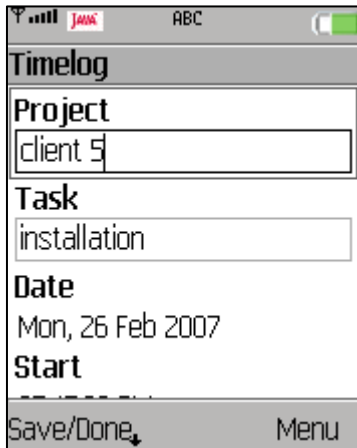 JAVA ABC
Timelog
Project
client 5
Task
installation
Date
Mon, 26 Feb 2007
Start
Save/Done Menu